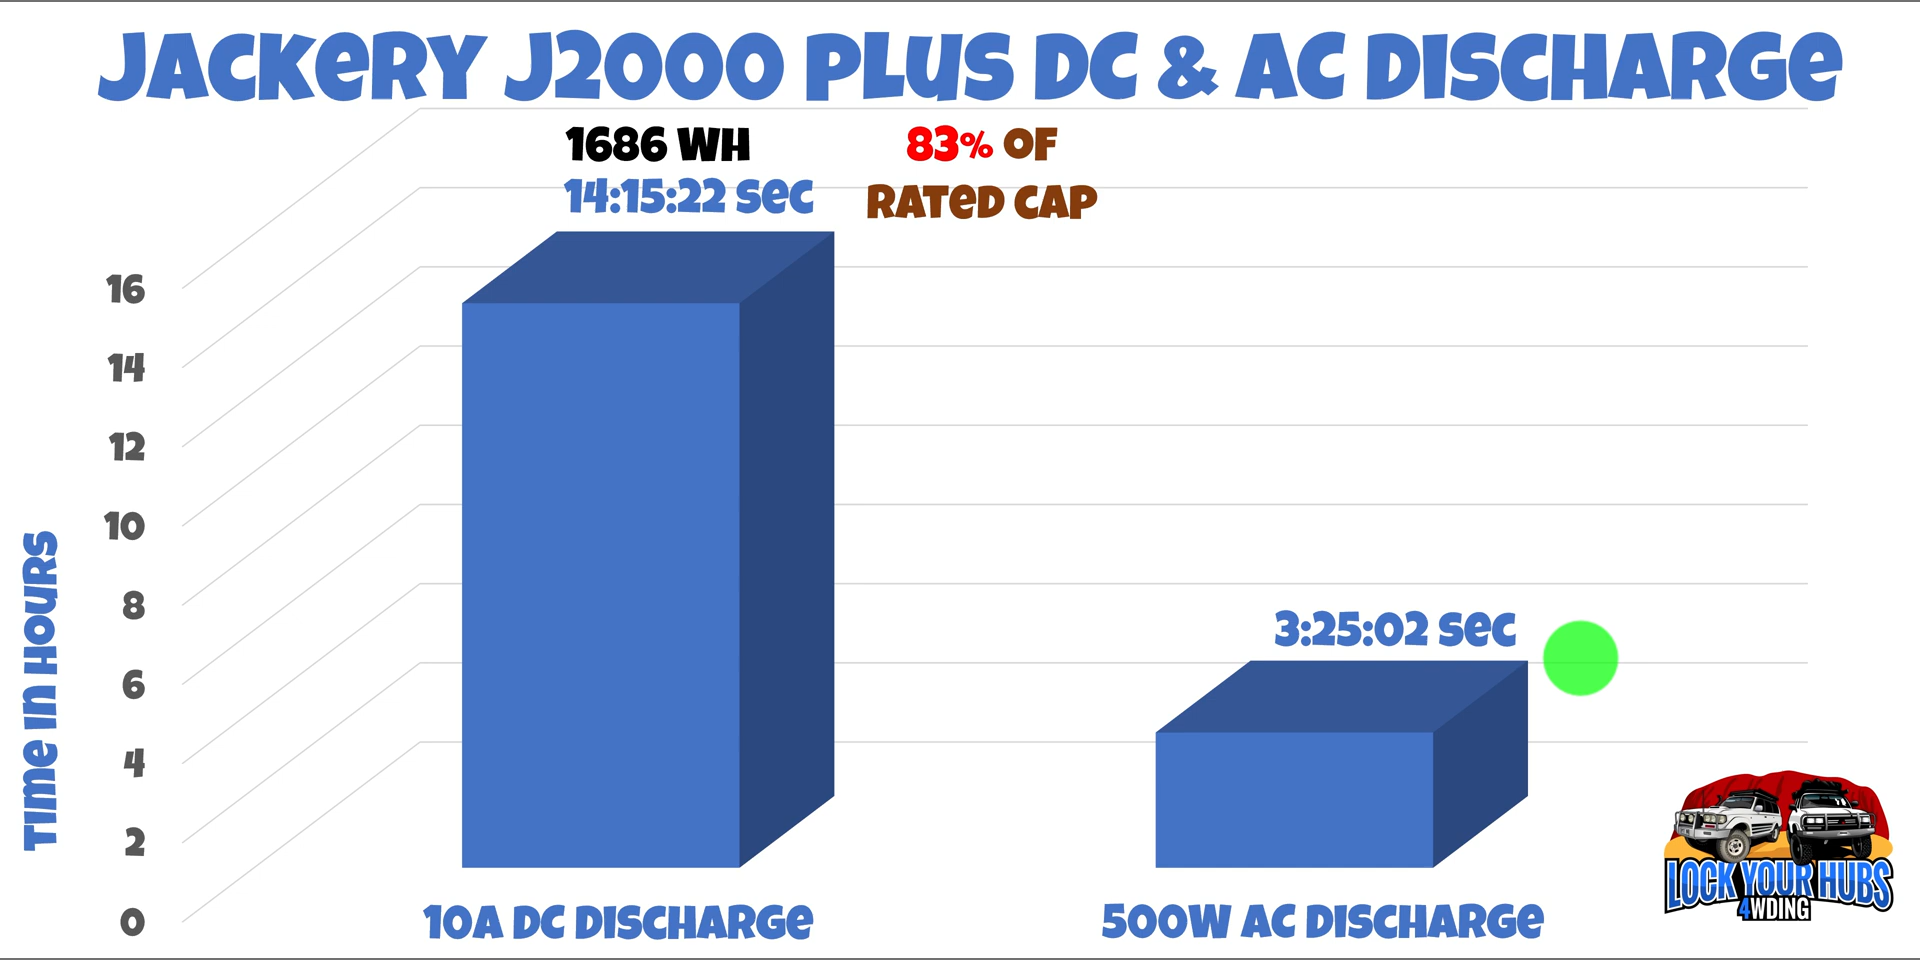 JACKERY J2000 PLUS DC & AC DISCHARGE
1686 WH
14:15:22 SEC
83% OF
RATED CAP
16
14
12
10
8
6
4
2
0
TIME IN HOURS
3:25:02 SEC
10A DC DISCHARGE
500W AC DISCHARGE
LOCK YOUR HUBS
4WDING